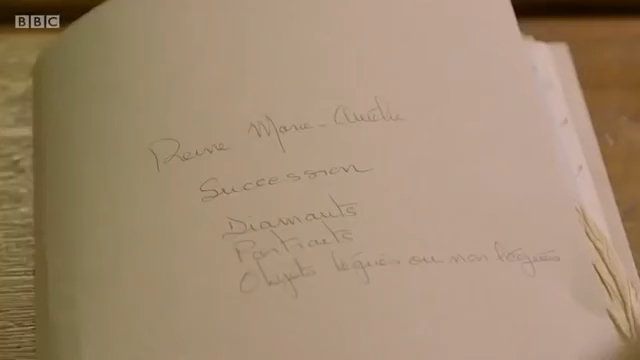 BBC
Reine Marie-Amélie
Succession
Diamants
Portraits
Objets légués ou non légués